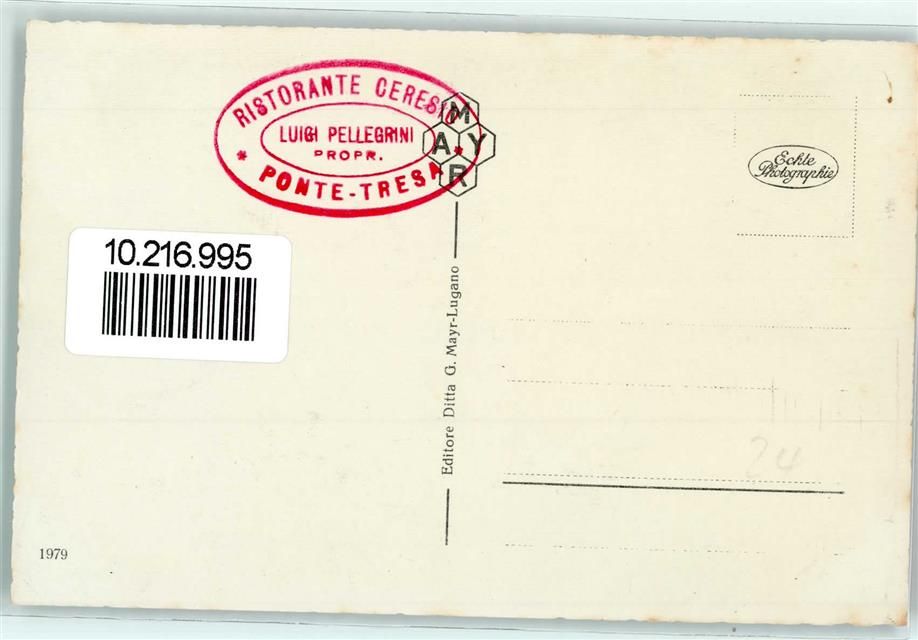 RISTORANTE CERESIO
LUIGI PELLEGRINI
PROPR.
* PONTE-TRESA *
M
A Y
R
Echte
Photographie
10.216.995
Editore Ditta G. Mayr-Lugano
24
1979